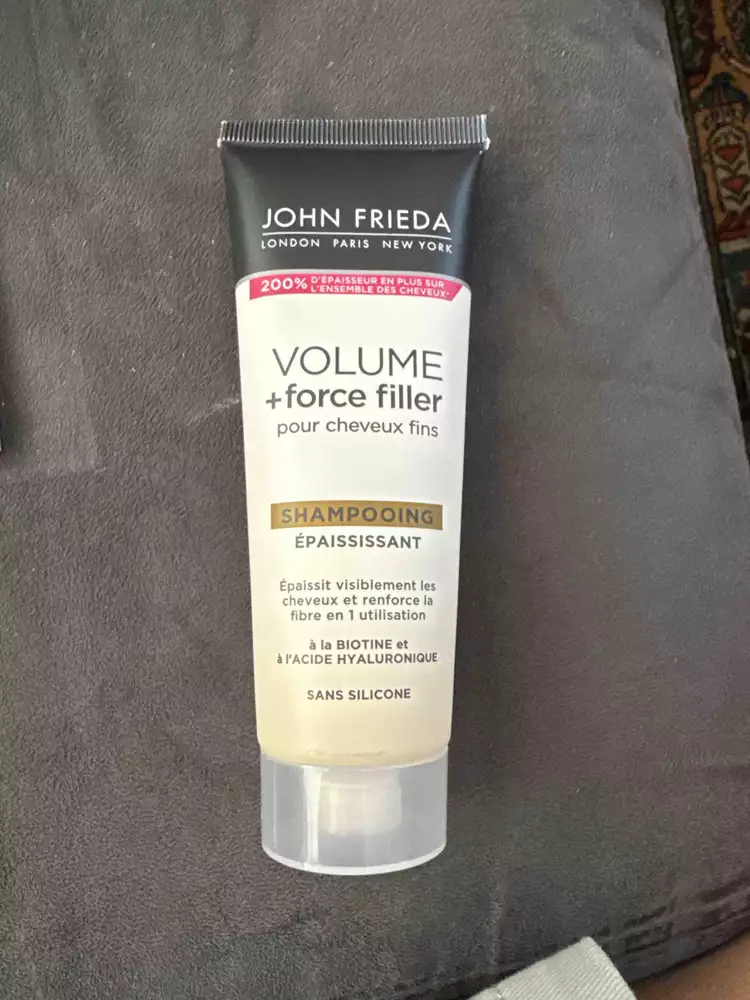 JOHN FRIEDA
LONDON PARIS NEW YORK
200% D'ÉPAISSEUR EN PLUS SUR
L'ENSEMBLE DES CHEVEUX*
VOLUME
+force filler
pour cheveux fins
SHAMPOOING
ÉPAISSISSANT
Épaissit visiblement les
cheveux et renforce la
fibre en 1 utilisation
à la BIOTINE et
à l'ACIDE HYALURONIQUE
SANS SILICONE